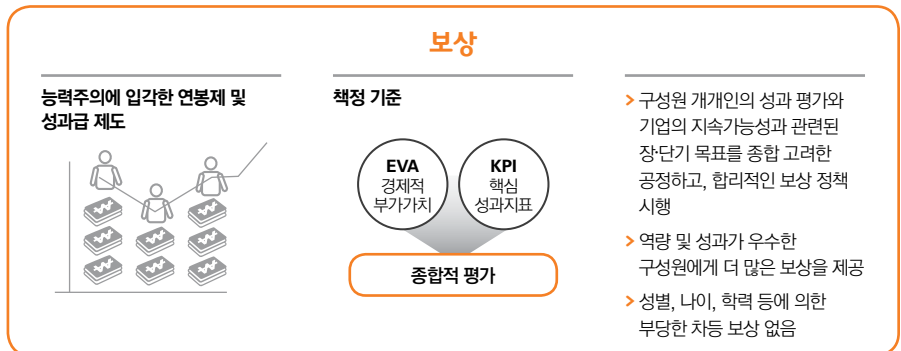 보상
능력주의에 입각한 연봉제 및
성과급 제도
책정 기준
EVA
경제적
부가가치
KPI
핵심
성과지표
종합적 평가
> 구성원 개개인의 성과 평가와
기업의 지속가능성과 관련된
장·단기 목표를 종합 고려한
공정하고, 합리적인 보상 정책
시행
> 역량 및 성과가 우수한
구성원에게 더 많은 보상을 제공
> 성별, 나이, 학력 등에 의한
부당한 차등 보상 없음